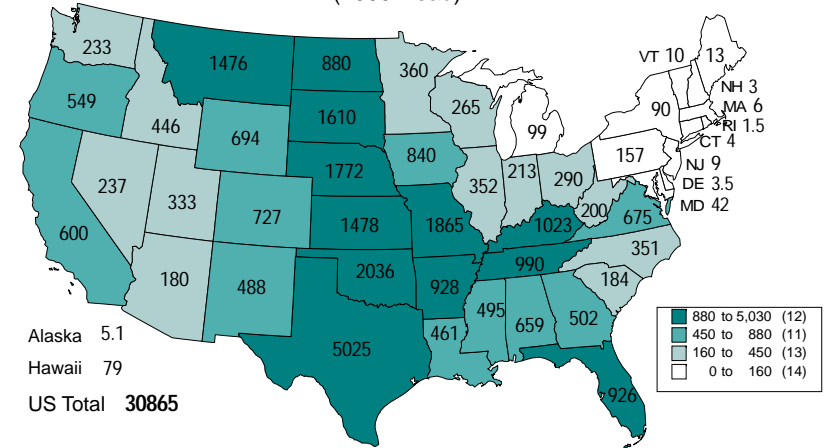 VT 10 13
233 1476 880 360
NH 3
549 265 MA 6
446 694 1610 90 RI 1.5
99 CT 4
840 157 NJ 9
1772 213 290 DE 3.5
237 333 352 MD 42
727 1478 1865 200 675
600 1023
351
990
180 488 2036 928 184
495 659 502
461
5025
926
Alaska 5.1
Hawaii 79
US Total 30865
880 to 5,030 (12)
450 to 880 (11)
160 to 450 (13)
0 to 160 (14)